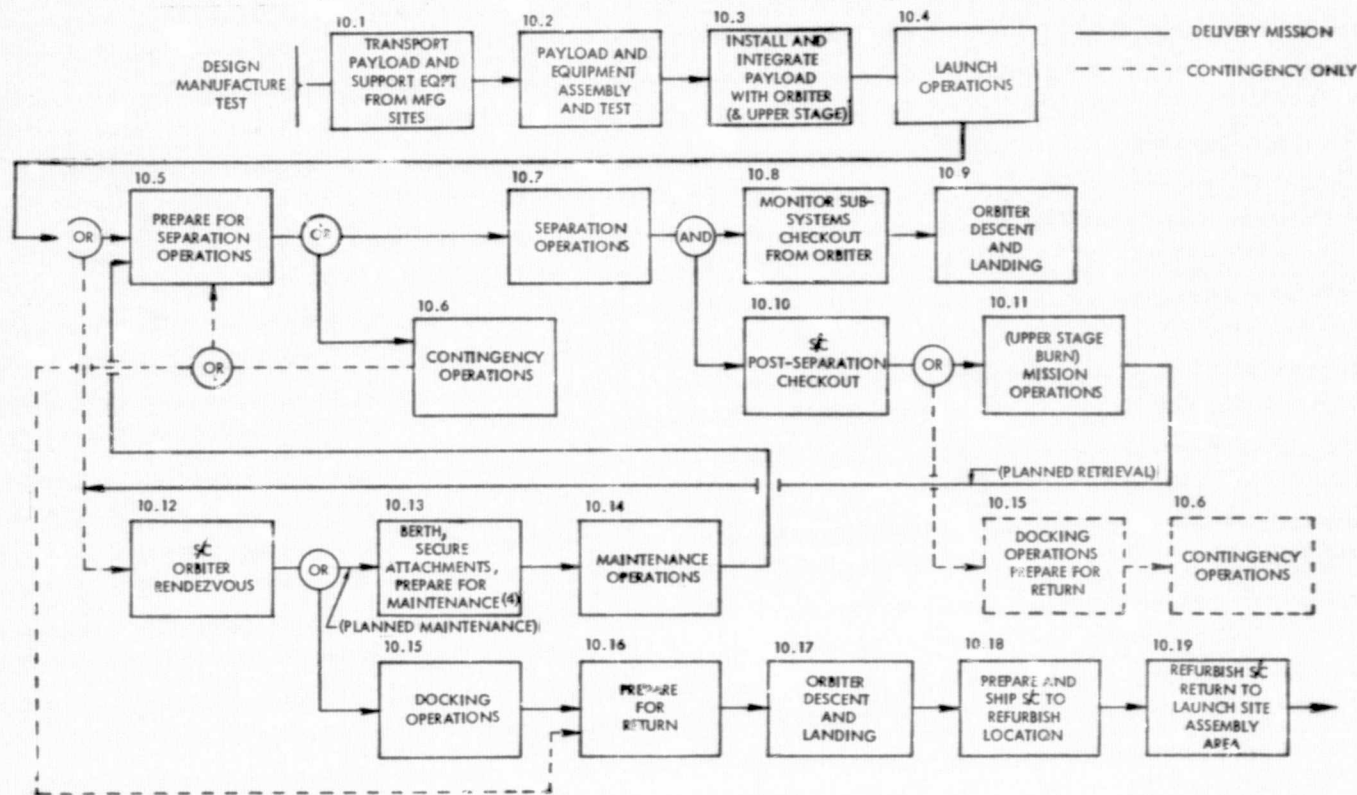 10.1
TRANSPORT
PAYLOAD AND
SUPPORT EQPT
FROM MFG
SITES
10.2
PAYLOAD AND
EQUIPMENT
ASSEMBLY
AND TEST
10.3
INSTALL AND
INTEGRATE
PAYLOAD
WITH ORBITER
(& UPPER STAGE)
10.4
LAUNCH
OPERATIONS
DELIVERY MISSION
CONTINGENCY ONLY
DESIGN
MANUFACTURE
TEST
OR
10.5
PREPARE FOR
SEPARATION
OPERATIONS
OR
10.7
SEPARATION
OPERATIONS
AND
10.8
MONITOR SUB-
SYSTEMS
CHECKOUT
FROM ORBITER
10.9
ORBITER
DESCENT
AND
LANDING
OR
10.6
CONTINGENCY
OPERATIONS
10.10
S/C
POST-SEPARATION
CHECKOUT
OR
10.11
(UPPER STAGE
BURN)
MISSION
OPERATIONS
(PLANNED RETRIEVAL)
10.12
S/C
ORBITER
RENDEZVOUS
OR
10.13
BERTH,
SECURE
ATTACHMENTS,
PREPARE FOR
MAINTENANCE(4)
(PLANNED MAINTENANCE)
10.14
MAINTENANCE
OPERATIONS
10.15
DOCKING
OPERATIONS
PREPARE FOR
RETURN
10.6
CONTINGENCY
OPERATIONS
10.15
DOCKING
OPERATIONS
10.16
PREPARE
FOR
RETURN
10.17
ORBITER
DESCENT
AND
LANDING
10.18
PREPARE AND
SHIP S/C TO
REFURBISH
LOCATION
10.19
REFURBISH S/C
RETURN TO
LAUNCH SITE
ASSEMBLY
AREA